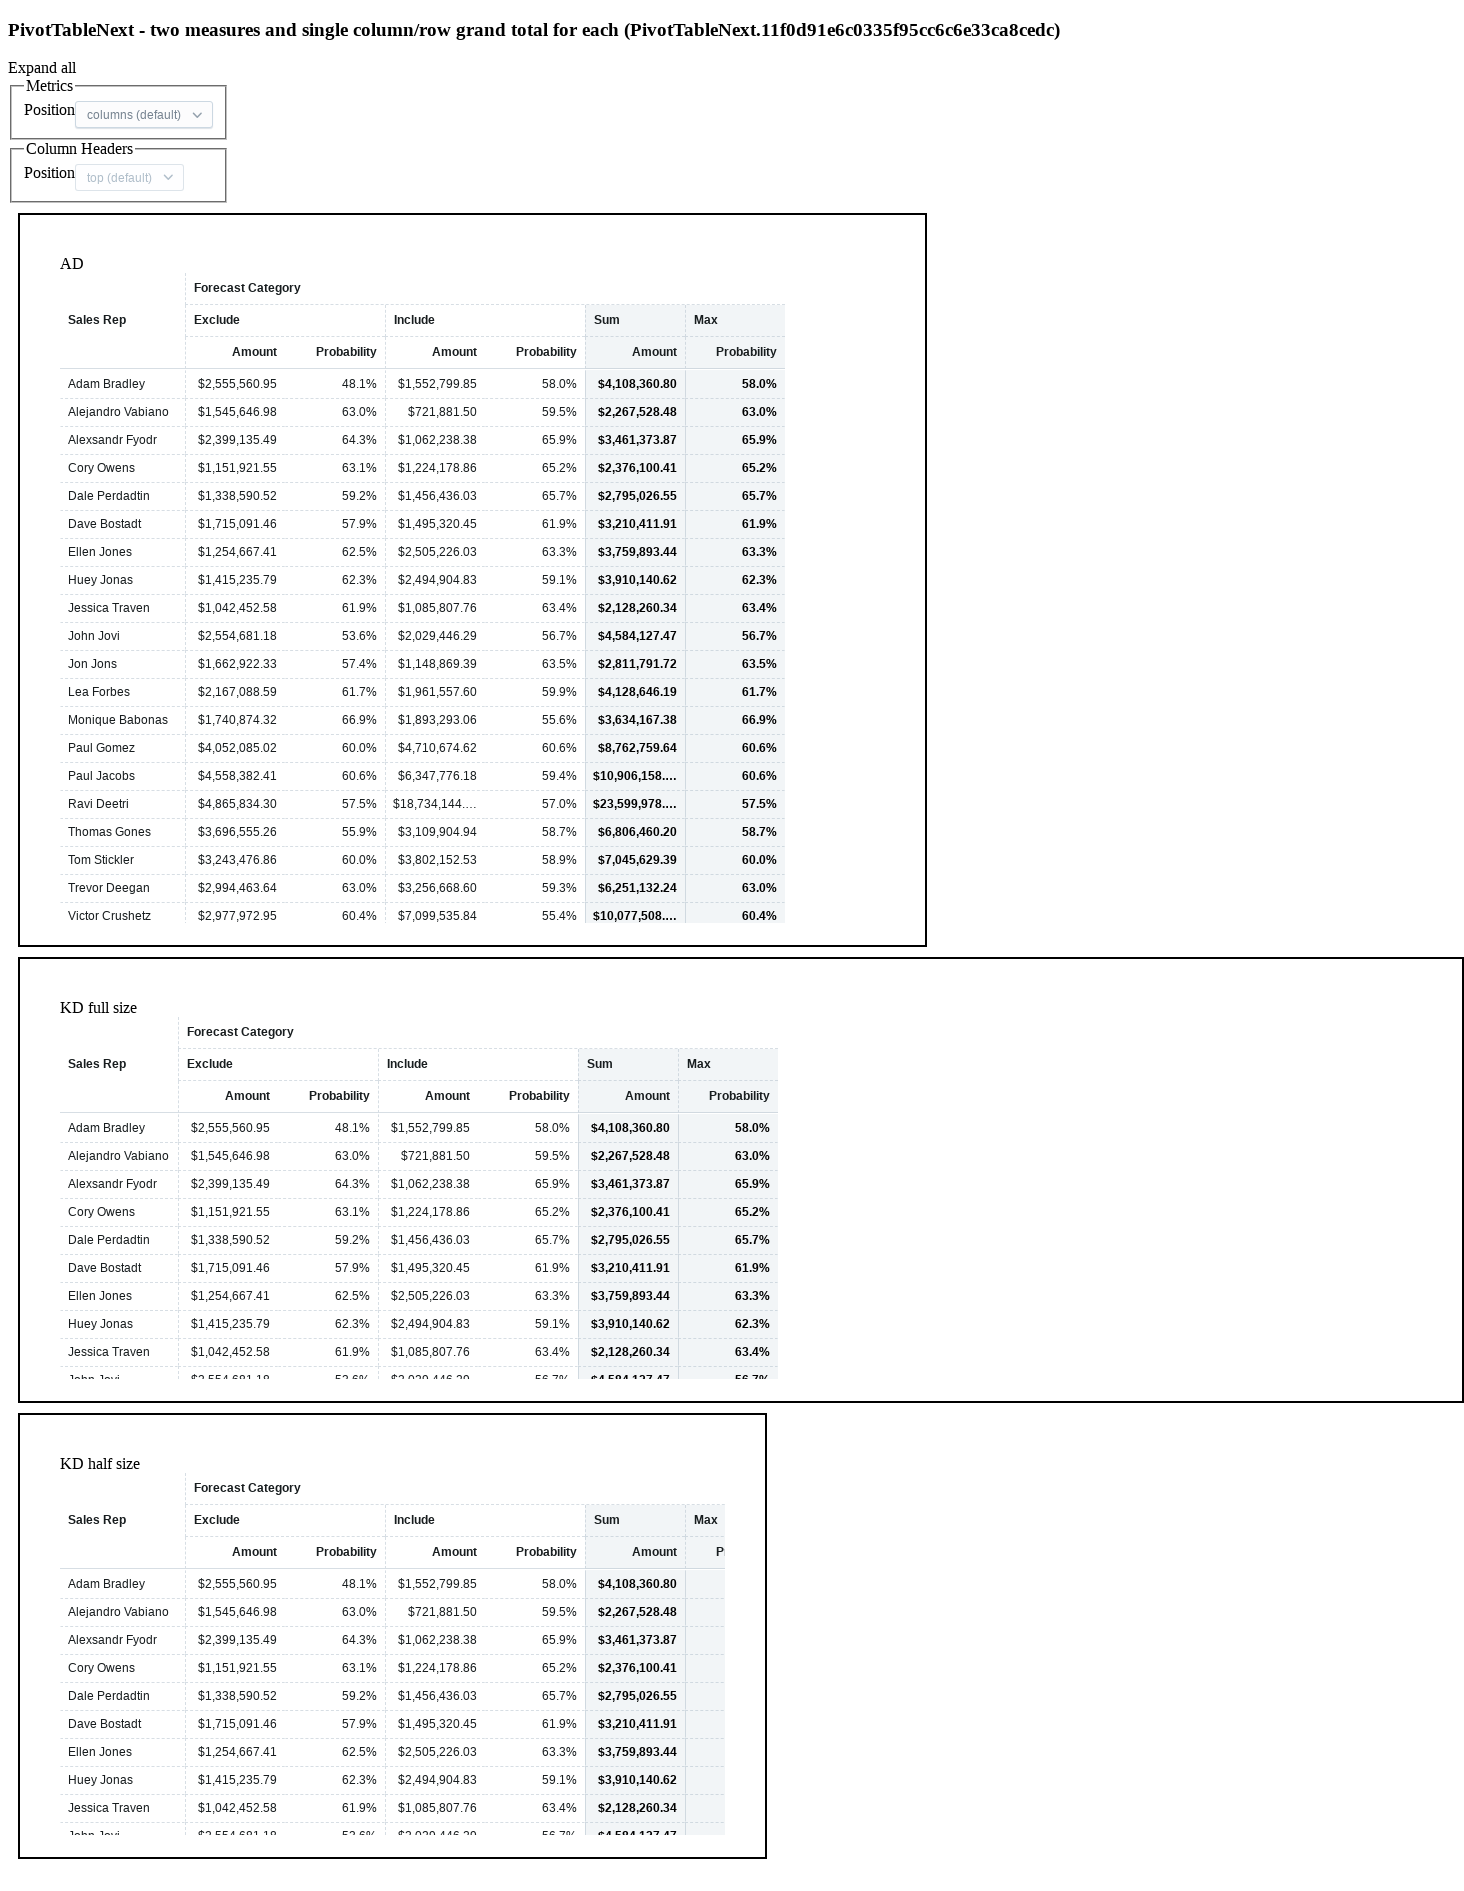 PivotTableNext - two measures and single column/row grand total for each (PivotTableNext.11f0d91e6c0335f95cc6c6e33ca8cedc)
Expand all
Metrics
Position columns (default)
Column Headers
Position top (default)
AD
Forecast Category
Sales Rep Exclude Include Sum Max
Amount Probability Amount Probability Amount Probability
Adam Bradley $2,555,560.95 48.1% $1,552,799.85 58.0% $4,108,360.80 58.0%
Alejandro Vabiano $1,545,646.98 63.0% $721,881.50 59.5% $2,267,528.48 63.0%
Alexsandr Fyodr $2,399,135.49 64.3% $1,062,238.38 65.9% $3,461,373.87 65.9%
Cory Owens $1,151,921.55 63.1% $1,224,178.86 65.2% $2,376,100.41 65.2%
Dale Perdadtin $1,338,590.52 59.2% $1,456,436.03 65.7% $2,795,026.55 65.7%
Dave Bostadt $1,715,091.46 57.9% $1,495,320.45 61.9% $3,210,411.91 61.9%
Ellen Jones $1,254,667.41 62.5% $2,505,226.03 63.3% $3,759,893.44 63.3%
Huey Jonas $1,415,235.79 62.3% $2,494,904.83 59.1% $3,910,140.62 62.3%
Jessica Traven $1,042,452.58 61.9% $1,085,807.76 63.4% $2,128,260.34 63.4%
John Jovi $2,554,681.18 53.6% $2,029,446.29 56.7% $4,584,127.47 56.7%
Jon Jons $1,662,922.33 57.4% $1,148,869.39 63.5% $2,811,791.72 63.5%
Lea Forbes $2,167,088.59 61.7% $1,961,557.60 59.9% $4,128,646.19 61.7%
Monique Babonas $1,740,874.32 66.9% $1,893,293.06 55.6% $3,634,167.38 66.9%
Paul Gomez $4,052,085.02 60.0% $4,710,674.62 60.6% $8,762,759.64 60.6%
Paul Jacobs $4,558,382.41 60.6% $6,347,776.18 59.4% $10,906,158.… 60.6%
Ravi Deetri $4,865,834.30 57.5% $18,734,144.… 57.0% $23,599,978.… 57.5%
Thomas Gones $3,696,555.26 55.9% $3,109,904.94 58.7% $6,806,460.20 58.7%
Tom Stickler $3,243,476.86 60.0% $3,802,152.53 58.9% $7,045,629.39 60.0%
Trevor Deegan $2,994,463.64 63.0% $3,256,668.60 59.3% $6,251,132.24 63.0%
Victor Crushetz $2,977,972.95 60.4% $7,099,535.84 55.4% $10,077,508.… 60.4%
KD full size
Forecast Category
Sales Rep Exclude Include Sum Max
Amount Probability Amount Probability Amount Probability
Adam Bradley $2,555,560.95 48.1% $1,552,799.85 58.0% $4,108,360.80 58.0%
Alejandro Vabiano $1,545,646.98 63.0% $721,881.50 59.5% $2,267,528.48 63.0%
Alexsandr Fyodr $2,399,135.49 64.3% $1,062,238.38 65.9% $3,461,373.87 65.9%
Cory Owens $1,151,921.55 63.1% $1,224,178.86 65.2% $2,376,100.41 65.2%
Dale Perdadtin $1,338,590.52 59.2% $1,456,436.03 65.7% $2,795,026.55 65.7%
Dave Bostadt $1,715,091.46 57.9% $1,495,320.45 61.9% $3,210,411.91 61.9%
Ellen Jones $1,254,667.41 62.5% $2,505,226.03 63.3% $3,759,893.44 63.3%
Huey Jonas $1,415,235.79 62.3% $2,494,904.83 59.1% $3,910,140.62 62.3%
Jessica Traven $1,042,452.58 61.9% $1,085,807.76 63.4% $2,128,260.34 63.4%
John Jovi $2,554,681.18 53.6% $2,029,446.29 56.7% $4,584,127.47 56.7%
KD half size
Forecast Category
Sales Rep Exclude Include Sum Max
Amount Probability Amount Probability Amount
Adam Bradley $2,555,560.95 48.1% $1,552,799.85 58.0% $4,108,360.80
Alejandro Vabiano $1,545,646.98 63.0% $721,881.50 59.5% $2,267,528.48
Alexsandr Fyodr $2,399,135.49 64.3% $1,062,238.38 65.9% $3,461,373.87
Cory Owens $1,151,921.55 63.1% $1,224,178.86 65.2% $2,376,100.41
Dale Perdadtin $1,338,590.52 59.2% $1,456,436.03 65.7% $2,795,026.55
Dave Bostadt $1,715,091.46 57.9% $1,495,320.45 61.9% $3,210,411.91
Ellen Jones $1,254,667.41 62.5% $2,505,226.03 63.3% $3,759,893.44
Huey Jonas $1,415,235.79 62.3% $2,494,904.83 59.1% $3,910,140.62
Jessica Traven $1,042,452.58 61.9% $1,085,807.76 63.4% $2,128,260.34
John Jovi $2,554,681.18 53.6% $2,029,446.29 56.7% $4,584,127.47